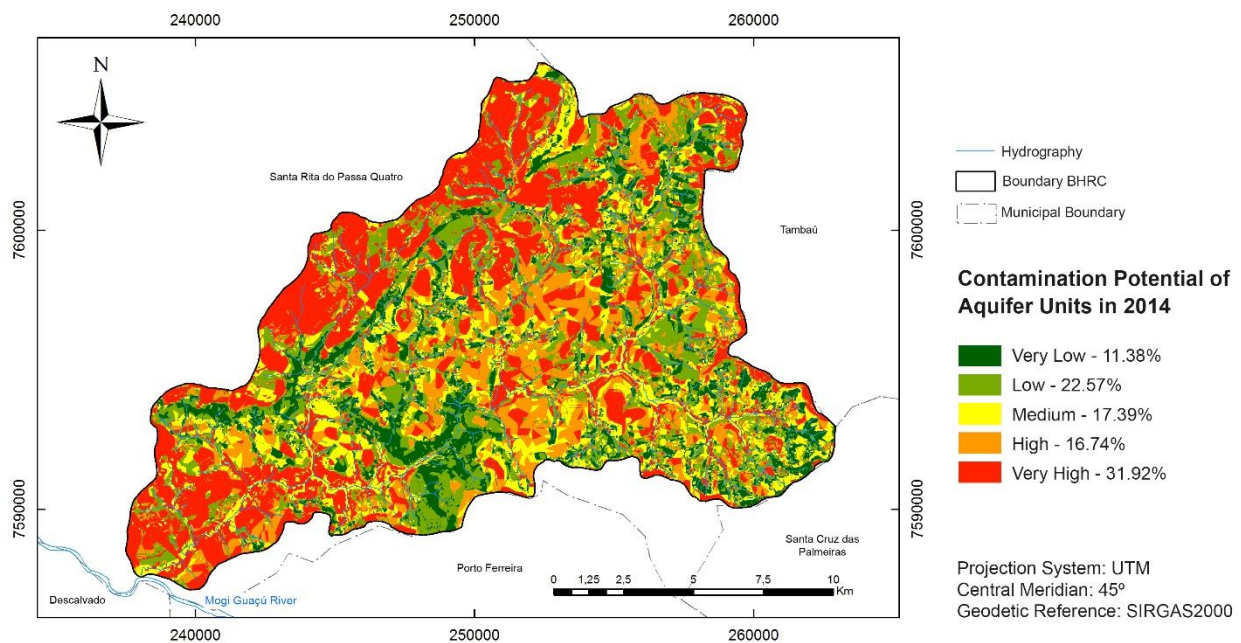 240000
250000
260000
N
Hydrography
Boundary BHRC
Municipal Boundary
Santa Rita do Passa Quatro
7600000
7600000
Tambaú
Contamination Potential of
Aquifer Units in 2014
Very Low - 11.38%
Low - 22.57%
Medium - 17.39%
High - 16.74%
Very High - 31.92%
7590000
7590000
Santa Cruz das
Palmeiras
Porto Ferreira
0 1,25 2,5 5 7,5 10
Km
Descalvado
Mogi Guaçú River
Projection System: UTM
Central Meridian: 45º
Geodetic Reference: SIRGAS2000
240000
250000
260000